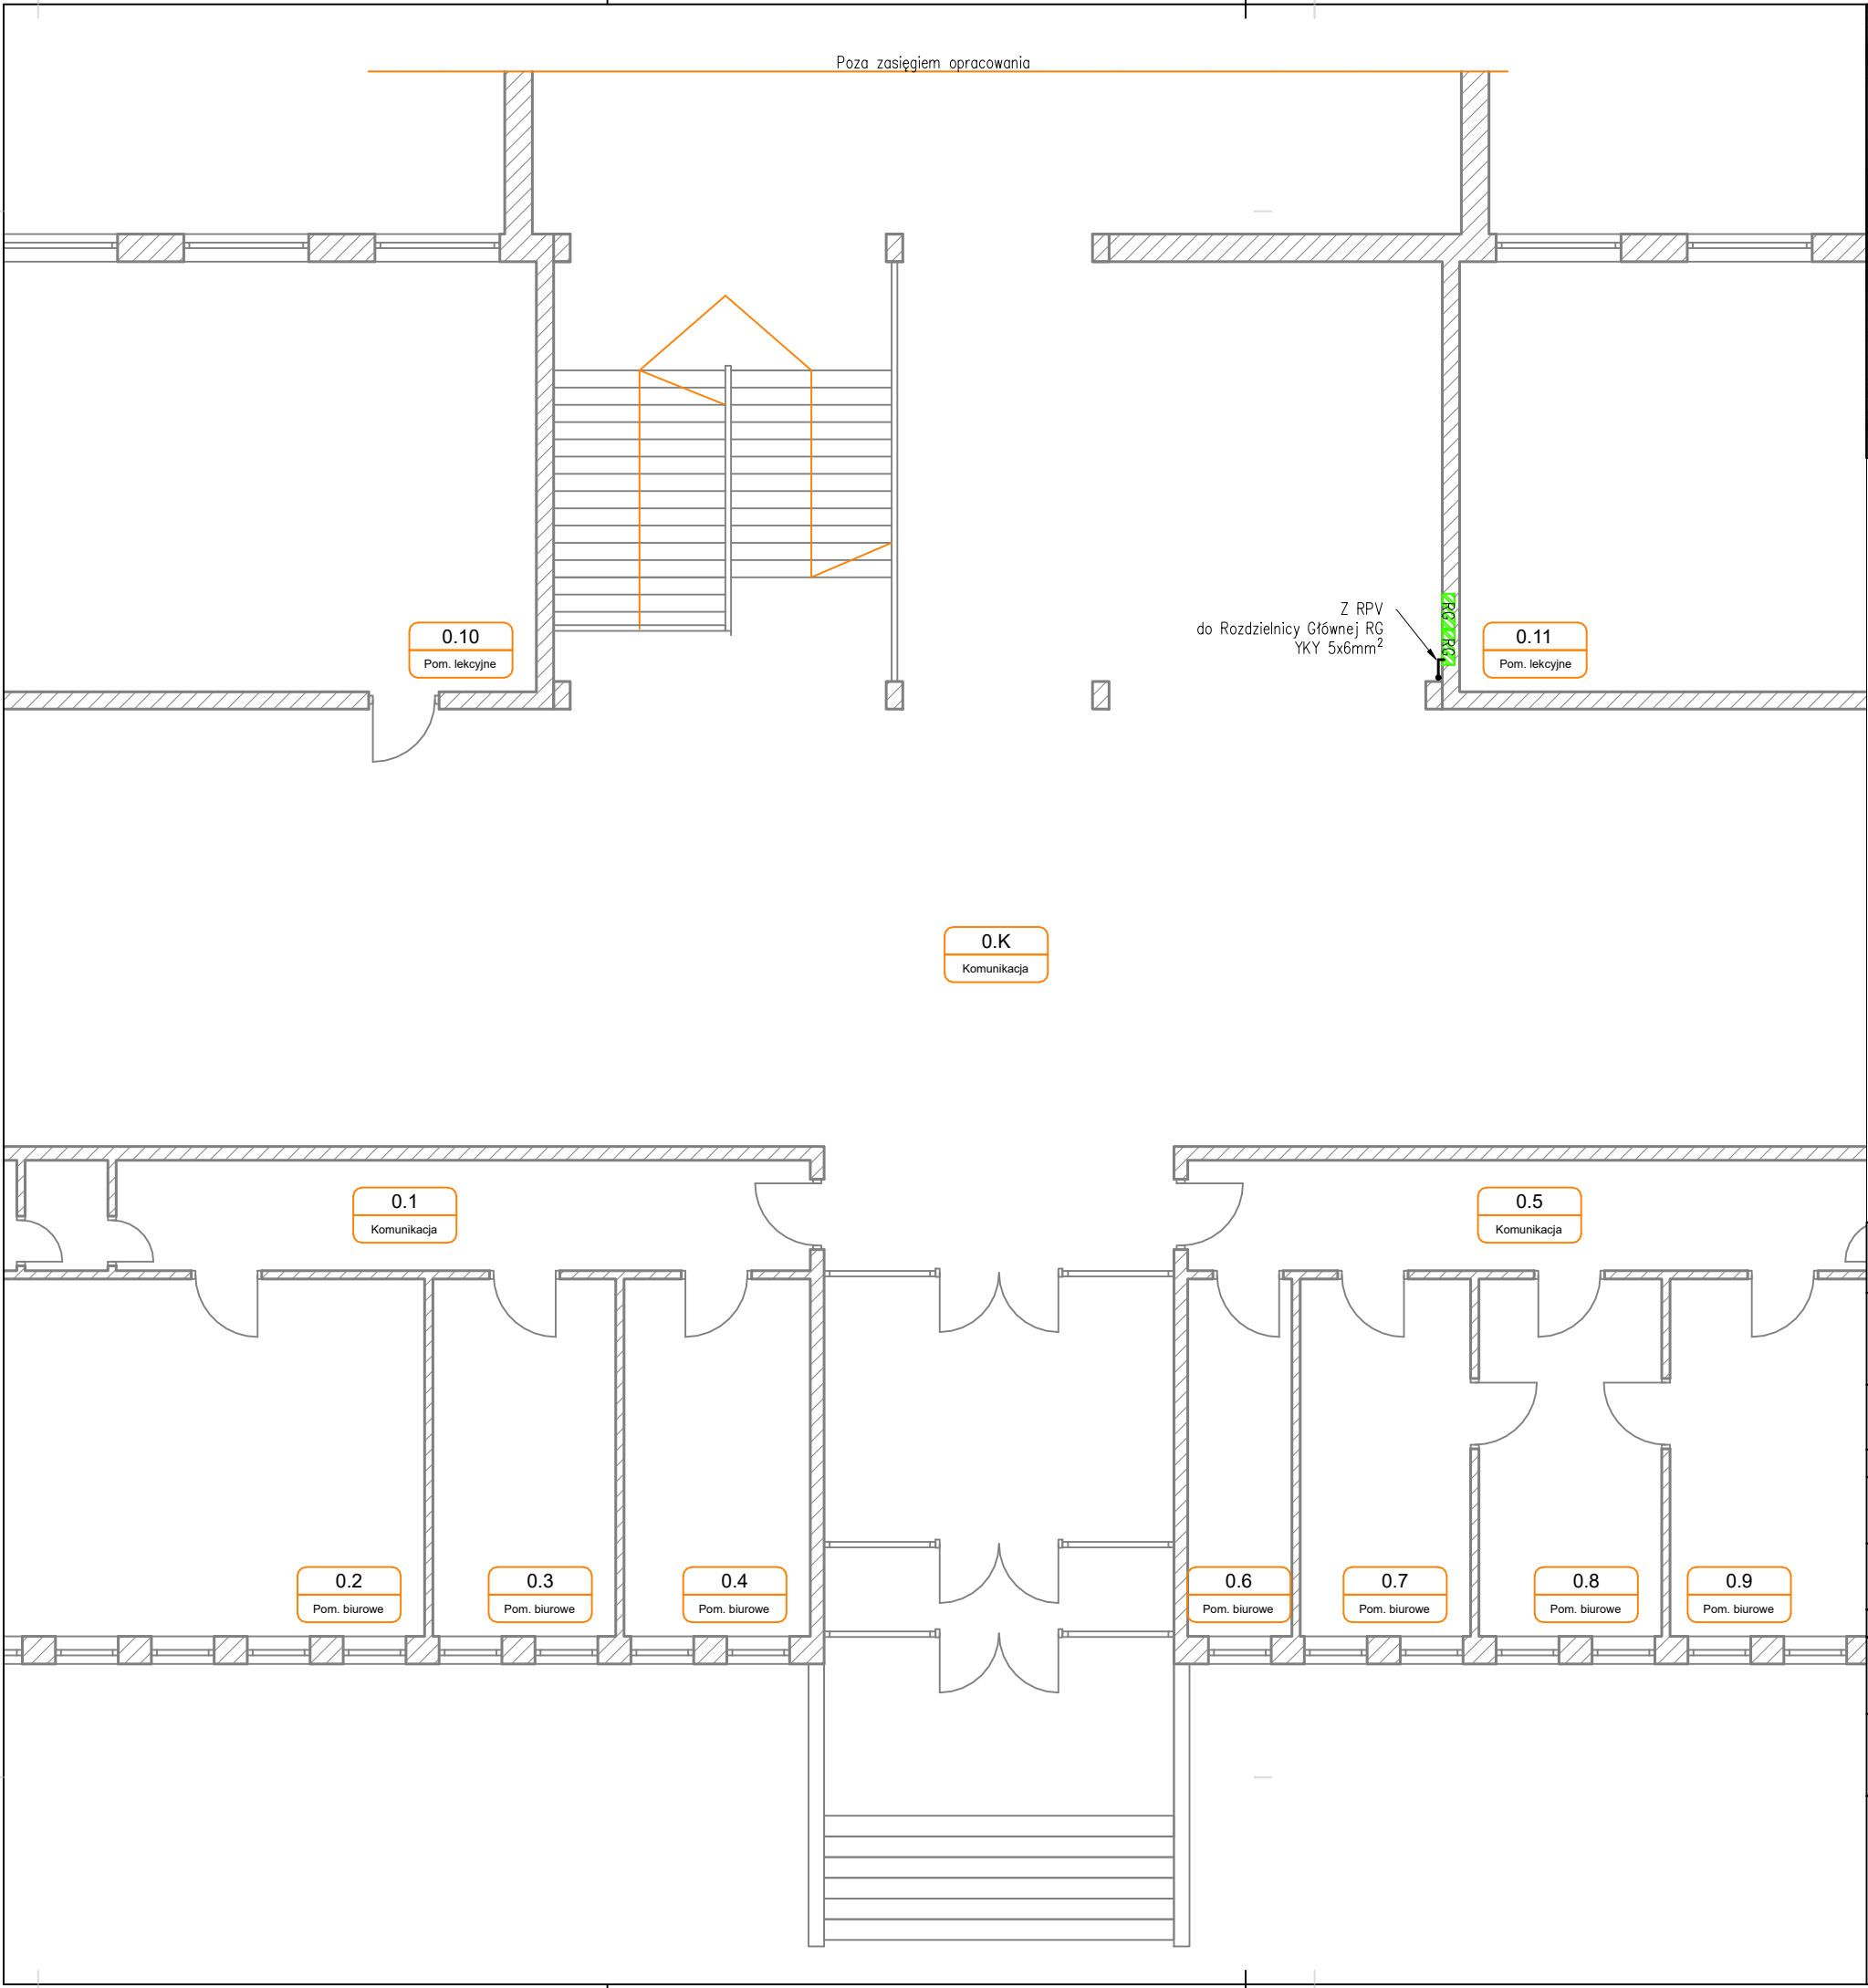 Poza zasięgiem opracowania
Z RPV
do Rozdzielnicy Głównej RG
YKY 5x6mm²
RG
RG
0.10
Pom. lekcyjne
0.11
Pom. lekcyjne
0.K
Komunikacja
0.1
Komunikacja
0.5
Komunikacja
0.2
Pom. biurowe
0.3
Pom. biurowe
0.4
Pom. biurowe
0.6
Pom. biurowe
0.7
Pom. biurowe
0.8
Pom. biurowe
0.9
Pom. biurowe